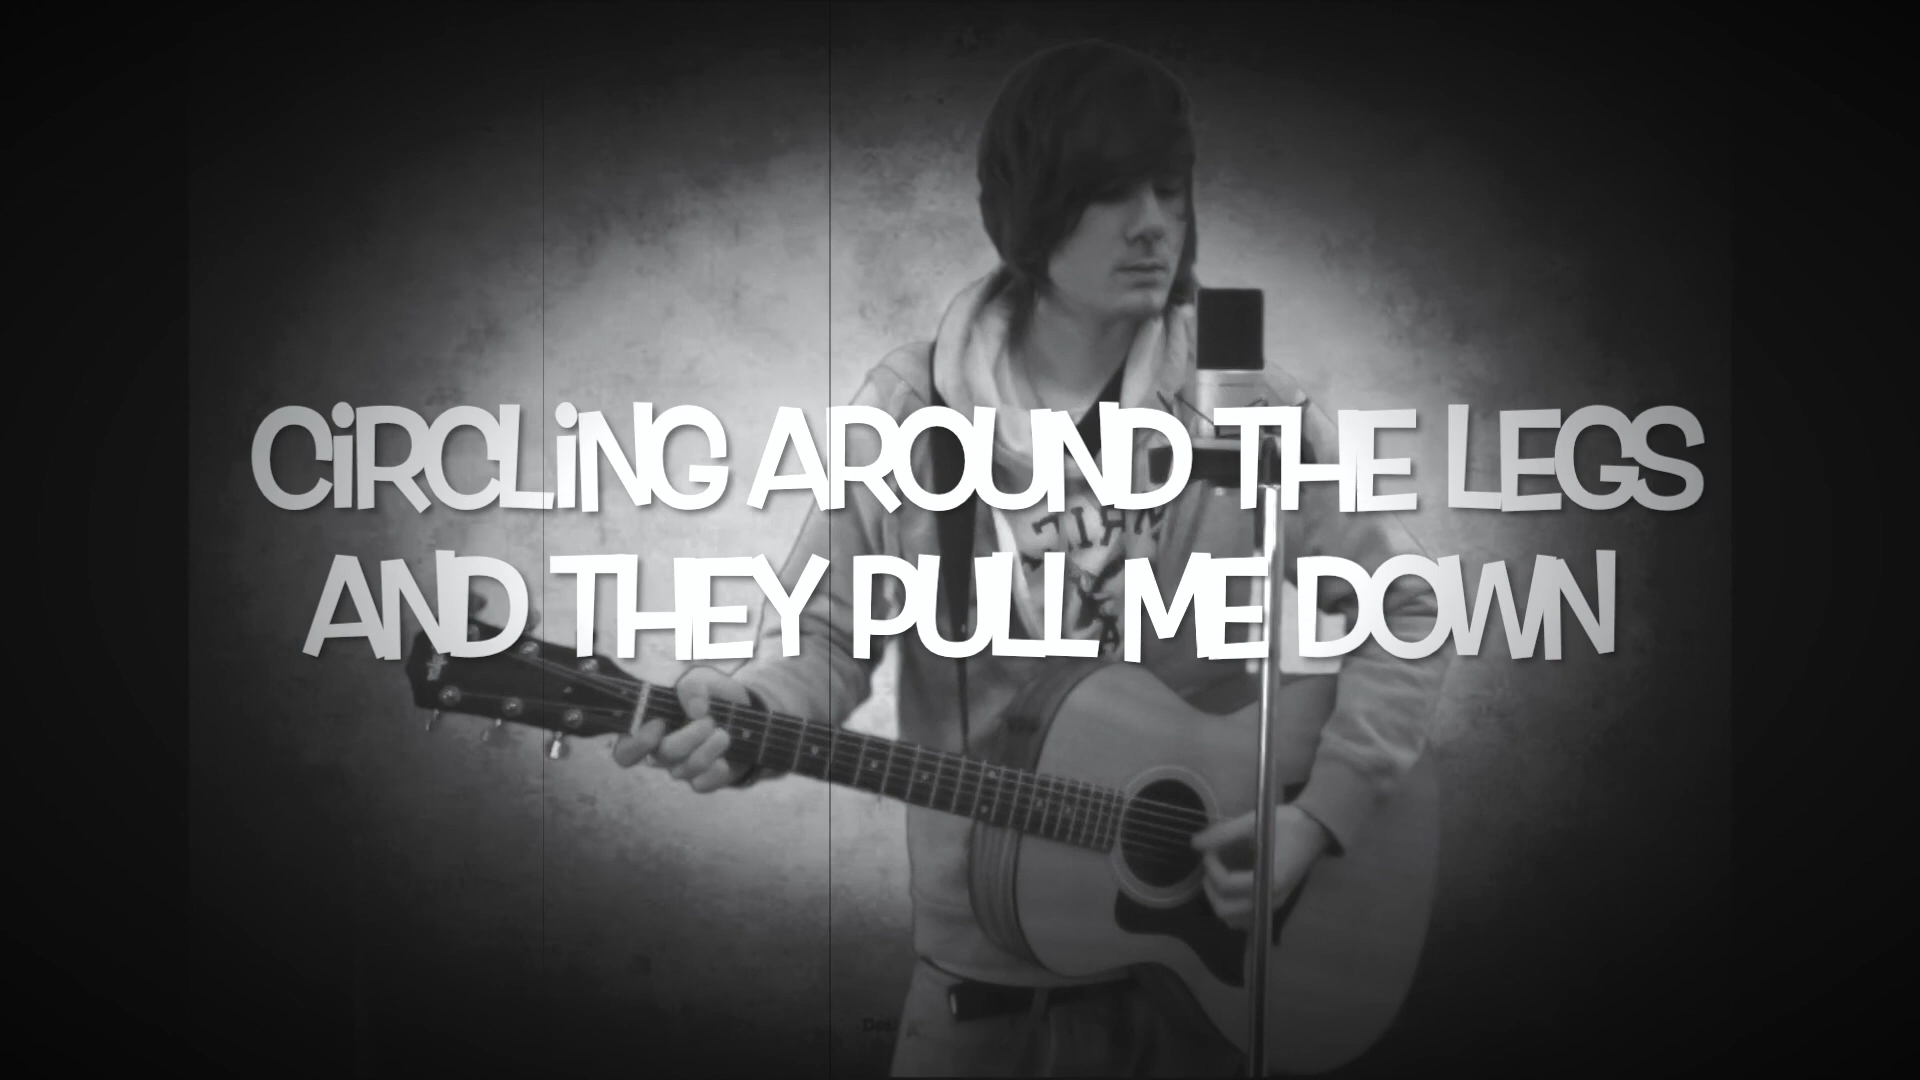 CiRCLiNG AROUND THE LEGS
AND THEY PULL ME DOWN